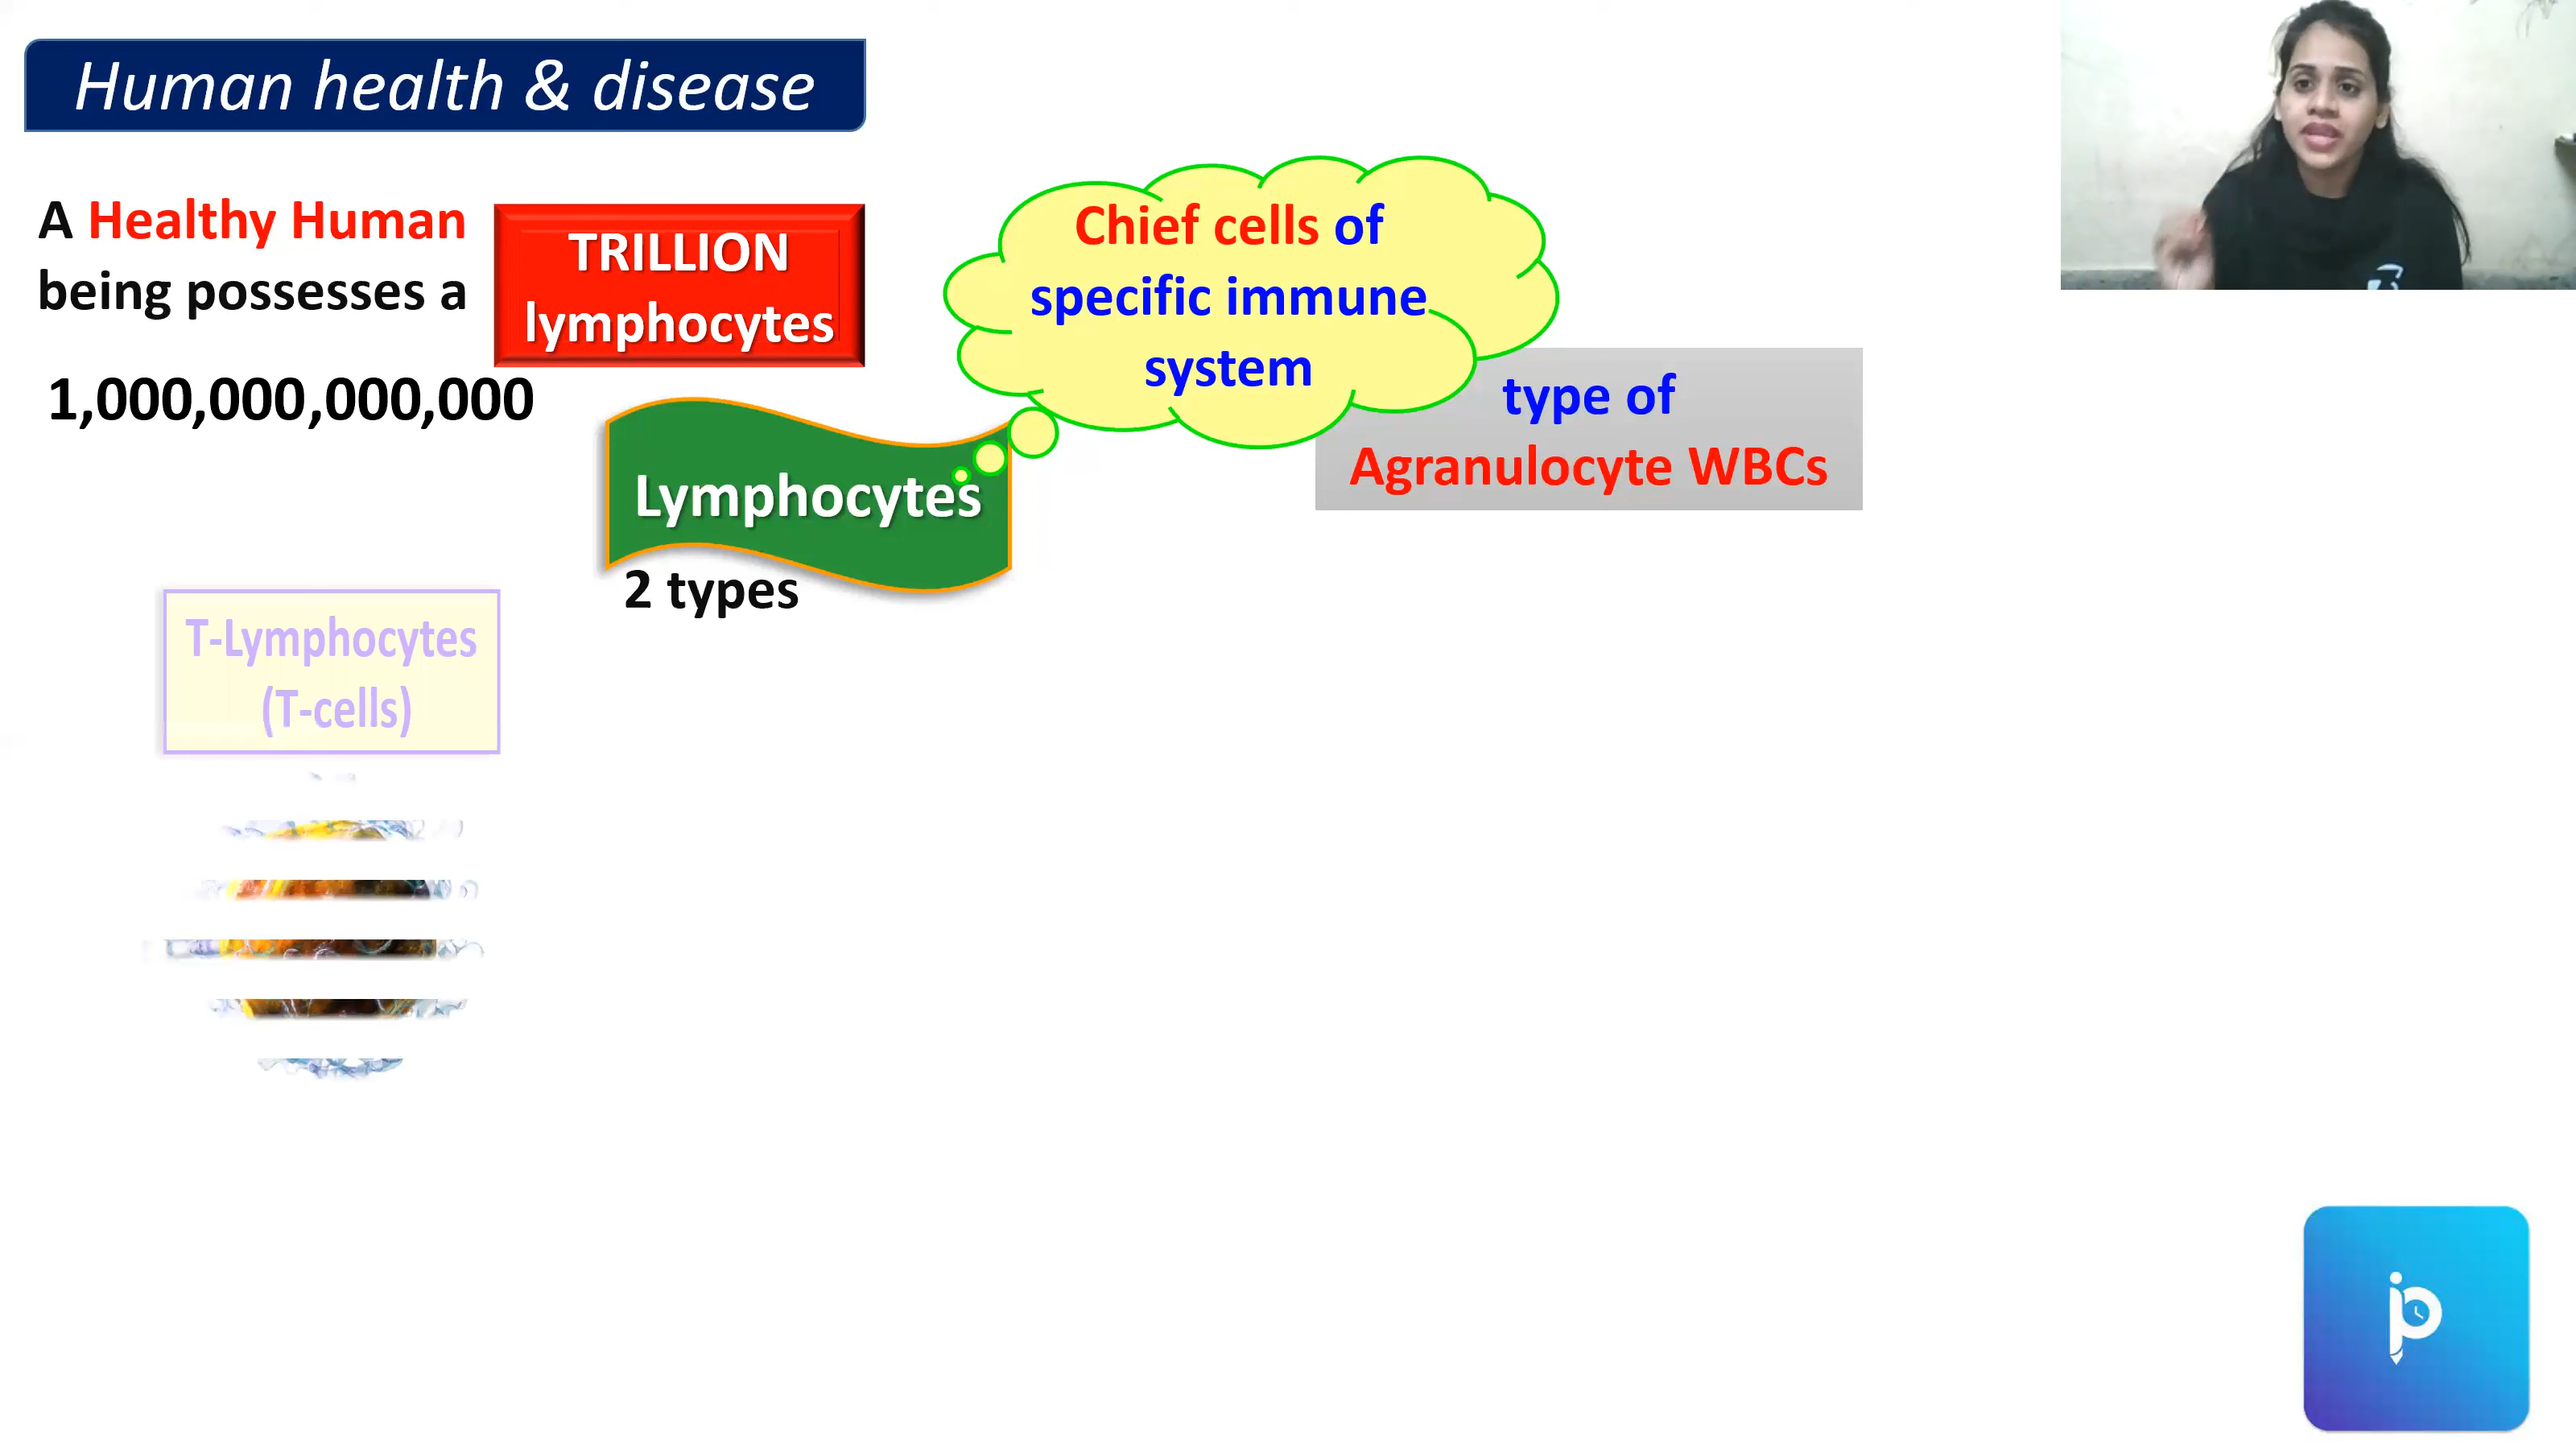 Human health & disease
A Healthy Human
being possesses a
TRILLION
lymphocytes
1,000,000,000,000
Chief cells of
specific immune
system
type of
Agranulocyte WBCs
Lymphocytes
2 types
T-Lymphocytes
(T-cells)